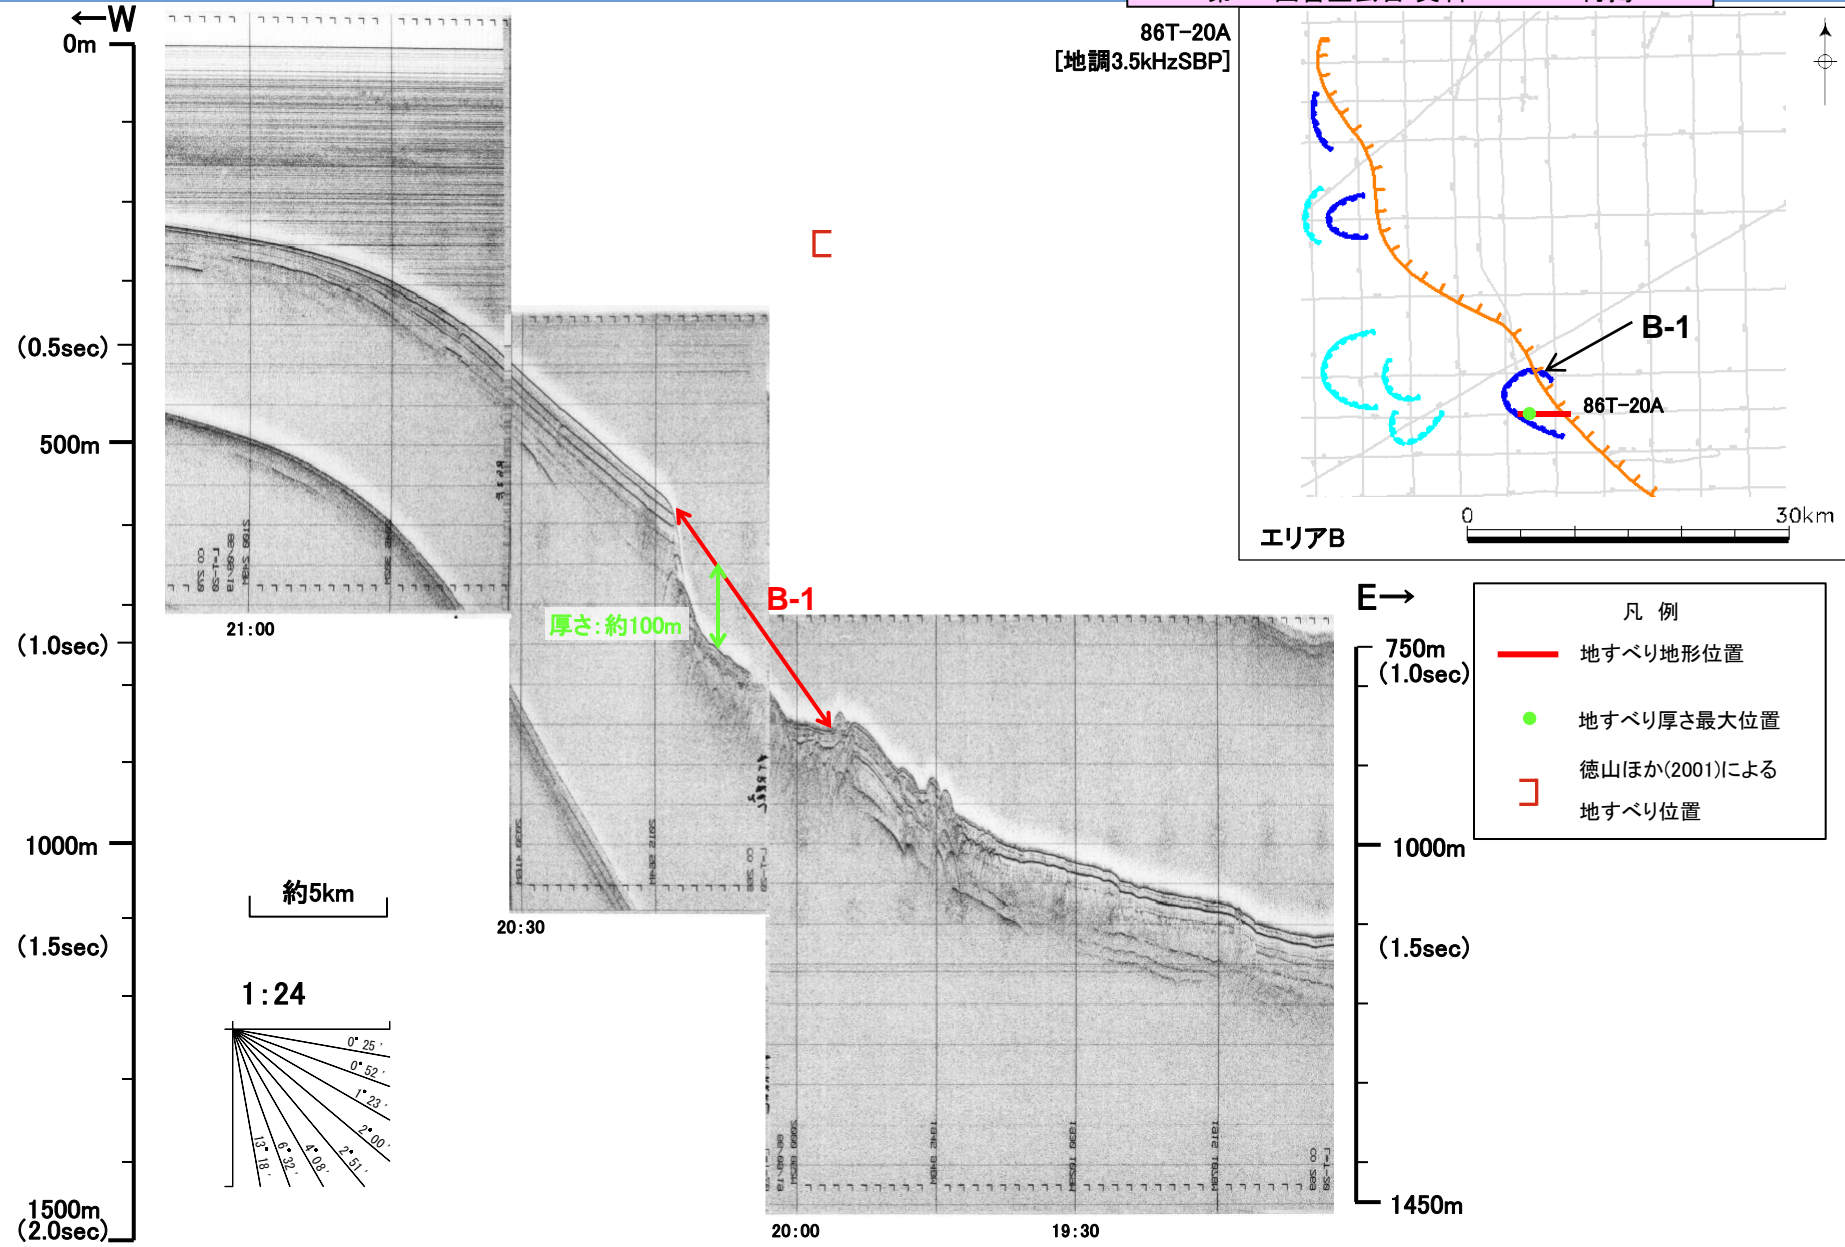 ←W
0m
(0.5sec)
500m
(1.0sec)
1000m
(1.5sec)
1500m
(2.0sec)
86T-20A
[地調3.5kHzSBP]
B-1
86T-20A
0 30km
エリアB
厚さ：約100m
B-1
21:00
20:30
20:00
19:30
E→
750m
(1.0sec)
1000m
(1.5sec)
1450m
凡 例
地すべり地形位置
地すべり厚さ最大位置
徳山ほか(2001)による
地すべり位置
約5km
1:24
0°25′
0°52′
1°23′
2°00′
2°51′
4°08′
6°32′
13°18′